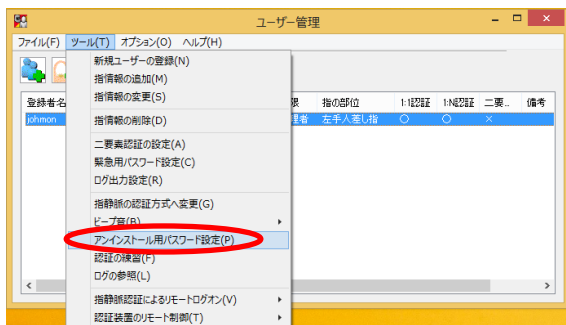 ユーザー管理
ファイル(F) ツール(T) オプション(O) ヘルプ(H)
新規ユーザーの登録(N)
指情報の追加(M)
指情報の変更(S)
指情報の削除(D)
二要素認証の設定(A)
緊急用パスワード設定(C)
ログ出力設定(R)
指静脈の認証方式へ変更(G)
ビープ音(B)
アンインストール用パスワード設定(P)
認証の練習(F)
ログの参照(L)
指静脈認証によるリモートログオン(V)
認証装置のリモート制御(T)
登録者名 限 指の部位 1:1認証 1:N認証 二要... 備考
johmon 理者 左手人差し指 ○ ○ ×